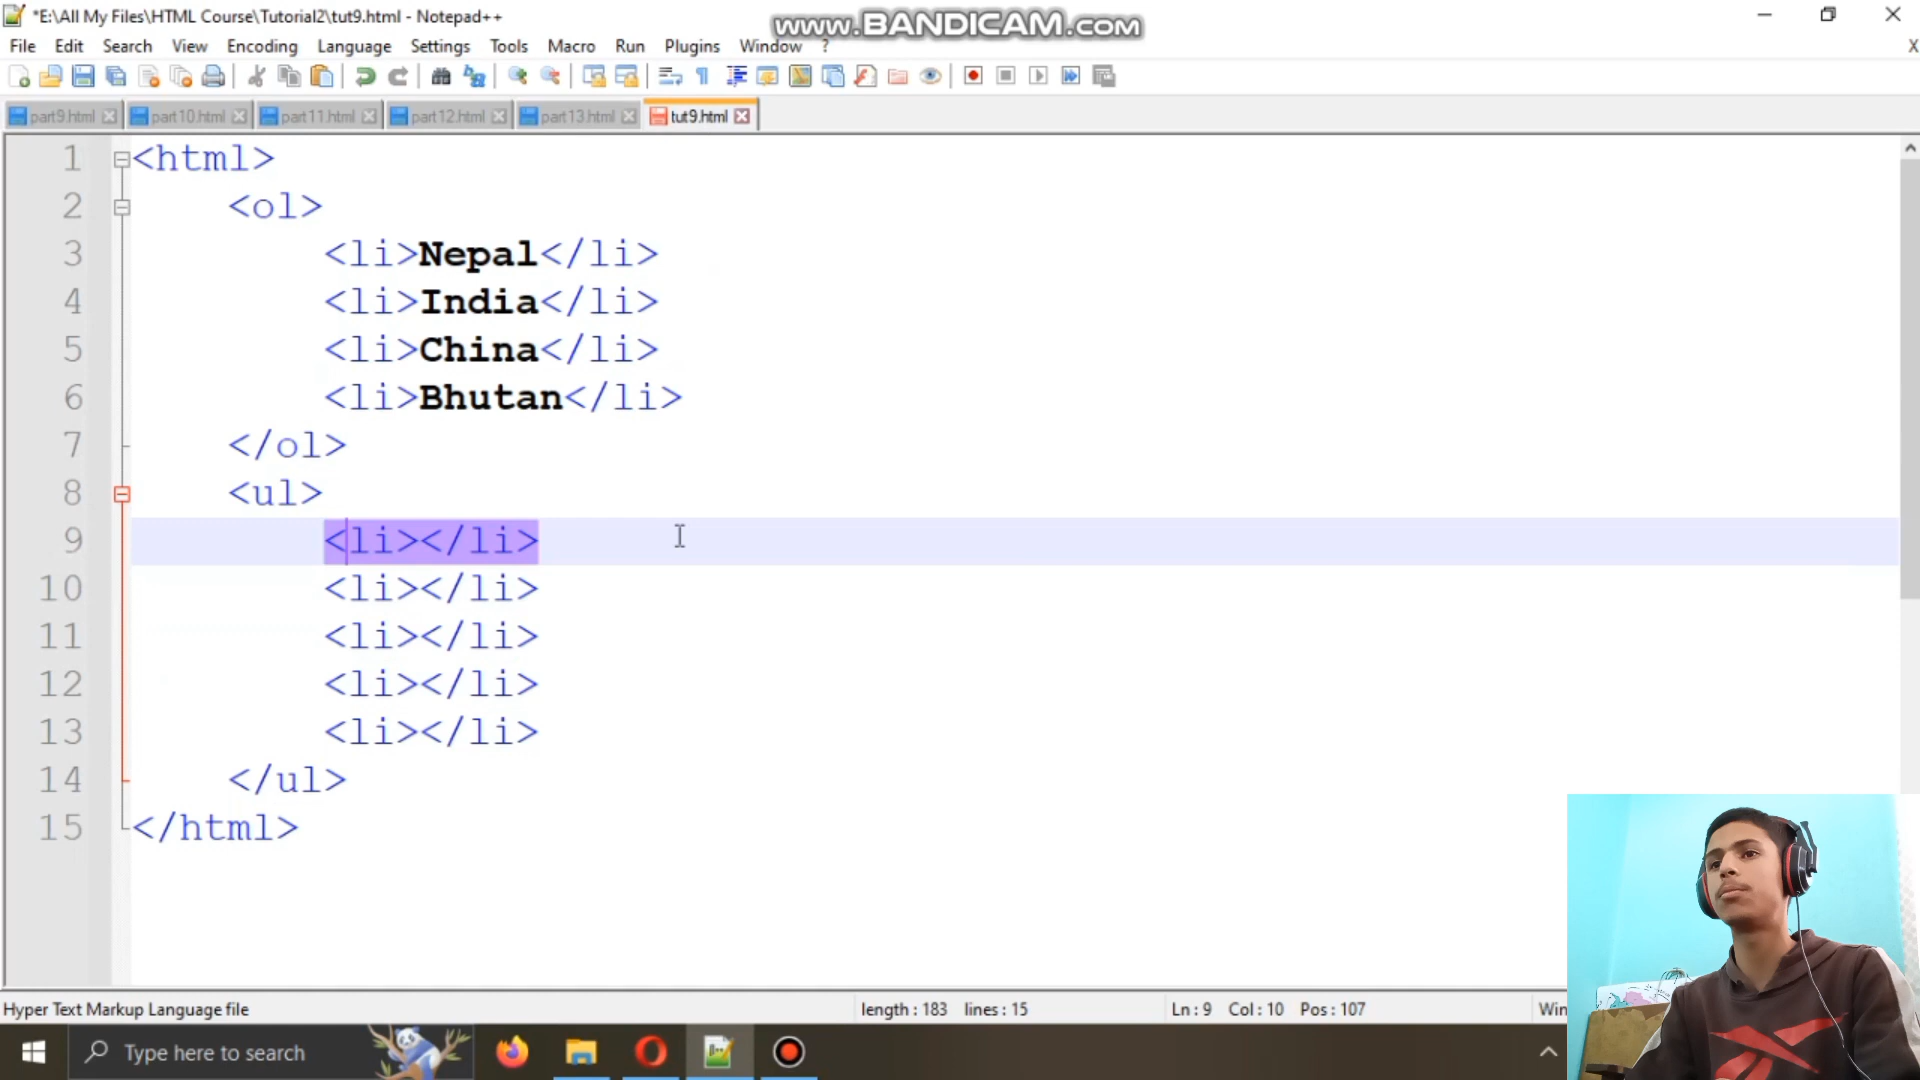 *E:\All My Files\HTML Course\Tutorial2\tut9.html - Notepad++
www.BANDICAM.com
File Edit Search View Encoding Language Settings Tools Macro Run Plugins Window ? X
part9.html part10.html part11.html part12.html part13.html tut9.html
1 <html>
2 <ol>
3 <li>Nepal</li>
4 <li>India</li>
5 <li>China</li>
6 <li>Bhutan</li>
7 </ol>
8 <ul>
9 <li></li>
10 <li></li>
11 <li></li>
12 <li></li>
13 <li></li>
14 </ul>
15 </html>
Hyper Text Markup Language file length : 183 lines : 15 Ln : 9 Col : 10 Pos : 107 Win
Type here to search